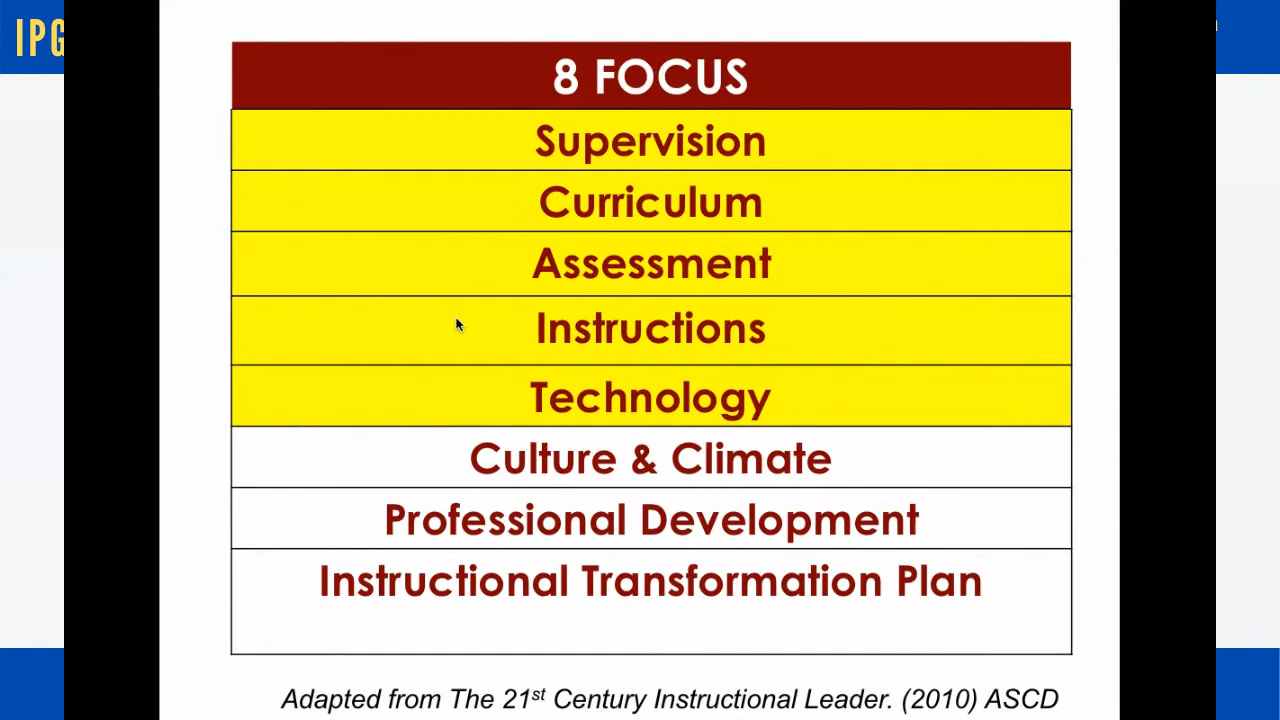 IPG
8 FOCUS
Supervision
Curriculum
Assessment
Instructions
Technology
Culture & Climate
Professional Development
Instructional Transformation Plan
Adapted from The 21st Century Instructional Leader. (2010) ASCD